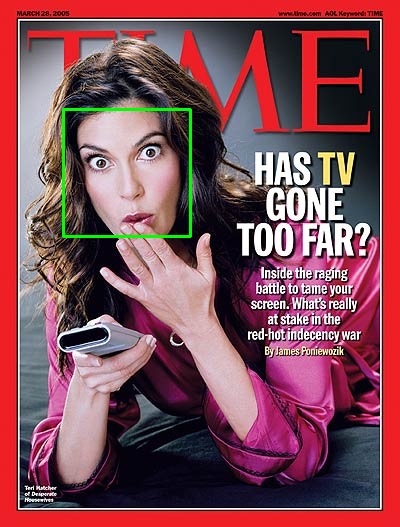 MARCH 28, 2005
www.time.com AOL Keyword: TIME
TIME
HAS TV
GONE
TOO FAR?
Inside the raging
battle to tame your
screen. What's really
at stake in the
red-hot indecency war
By James Poniewozik
Teri Hatcher
of Desperate
Housewives